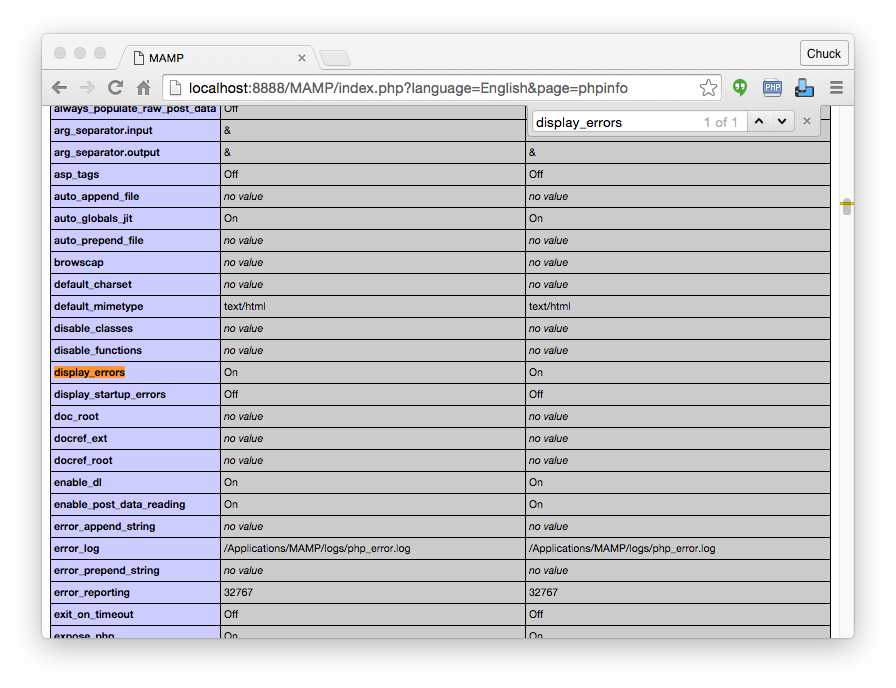 MAMP
Chuck
localhost:8888/MAMP/index.php?language=English&page=phpinfo
PHP
display_errors 1 of 1
always_populate_raw_post_data Off
arg_separator.input &
arg_separator.output & &
asp_tags Off Off
auto_append_file no value no value
auto_globals_jit On On
auto_prepend_file no value no value
browscap no value no value
default_charset no value no value
default_mimetype text/html text/html
disable_classes no value no value
disable_functions no value no value
display_errors On On
display_startup_errors Off Off
doc_root no value no value
docref_ext no value no value
docref_root no value no value
enable_dl On On
enable_post_data_reading On On
error_append_string no value no value
error_log /Applications/MAMP/logs/php_error.log /Applications/MAMP/logs/php_error.log
error_prepend_string no value no value
error_reporting 32767 32767
exit_on_timeout Off Off
expose_php On On